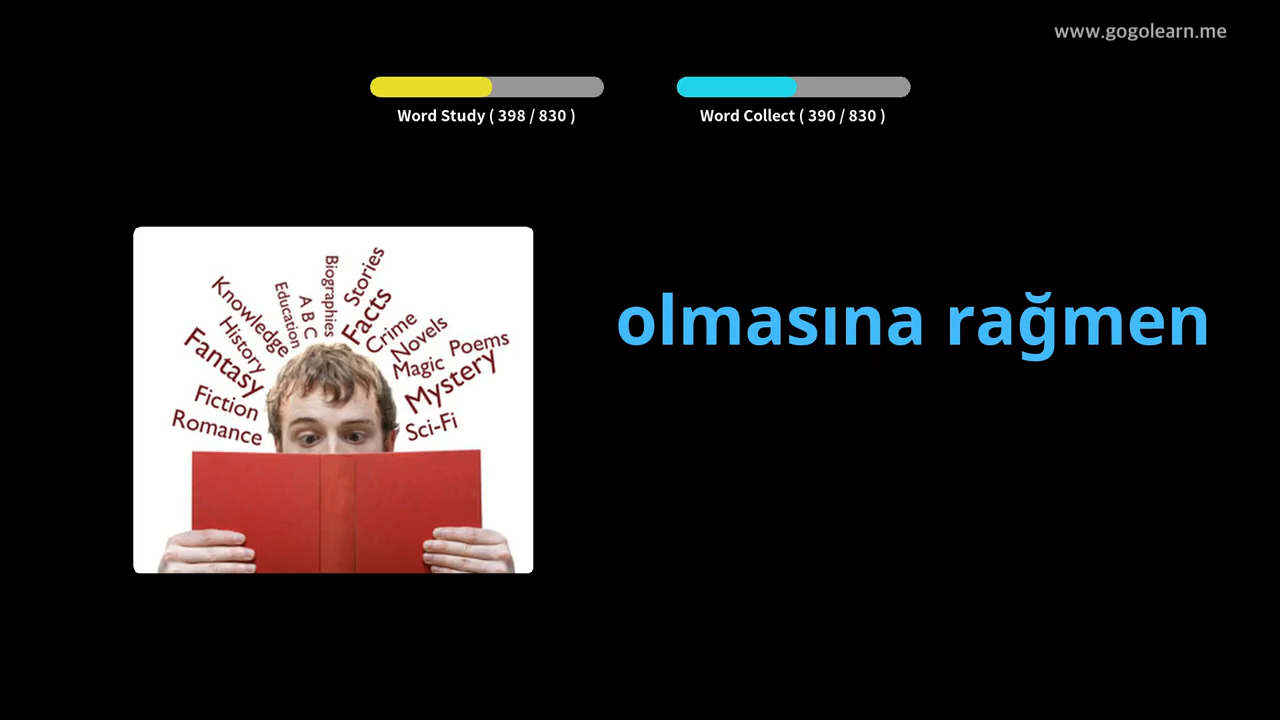 www.gogolearn.me
Word Study ( 398 / 830 )
Word Collect ( 390 / 830 )
olmasına rağmen
Biographies
Stories
Education
A B C
Facts
Knowledge
Crime
History
Novels
Poems
Fantasy
Magic
Mystery
Fiction
Romance
Sci-Fi